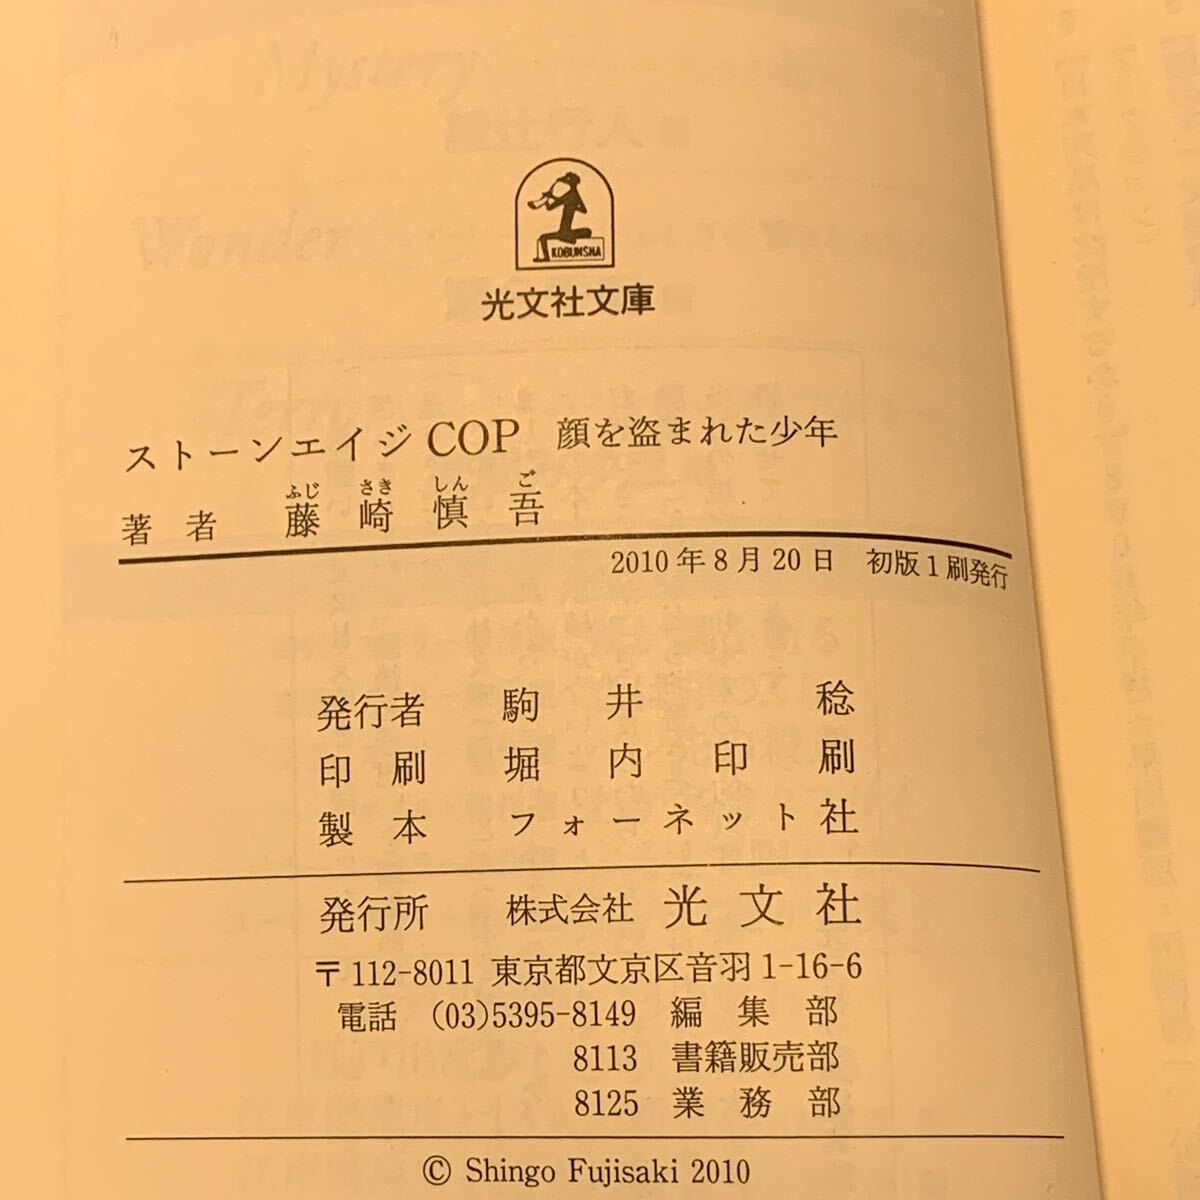 KOBUNSHA
光文社文庫
ストーンエイジCOP 顔を盗まれた少年
著者 藤崎慎吾
ふじ さき しん ご
2010年8月20日 初版1刷発行
発行者 駒井 稔
印刷 堀内印刷
製本 フォーネット社
発行所 株式会社 光文社
〒112-8011 東京都文京区音羽1-16-6
電話 (03)5395-8149 編集部
8113 書籍販売部
8125 業務部
© Shingo Fujisaki 2010